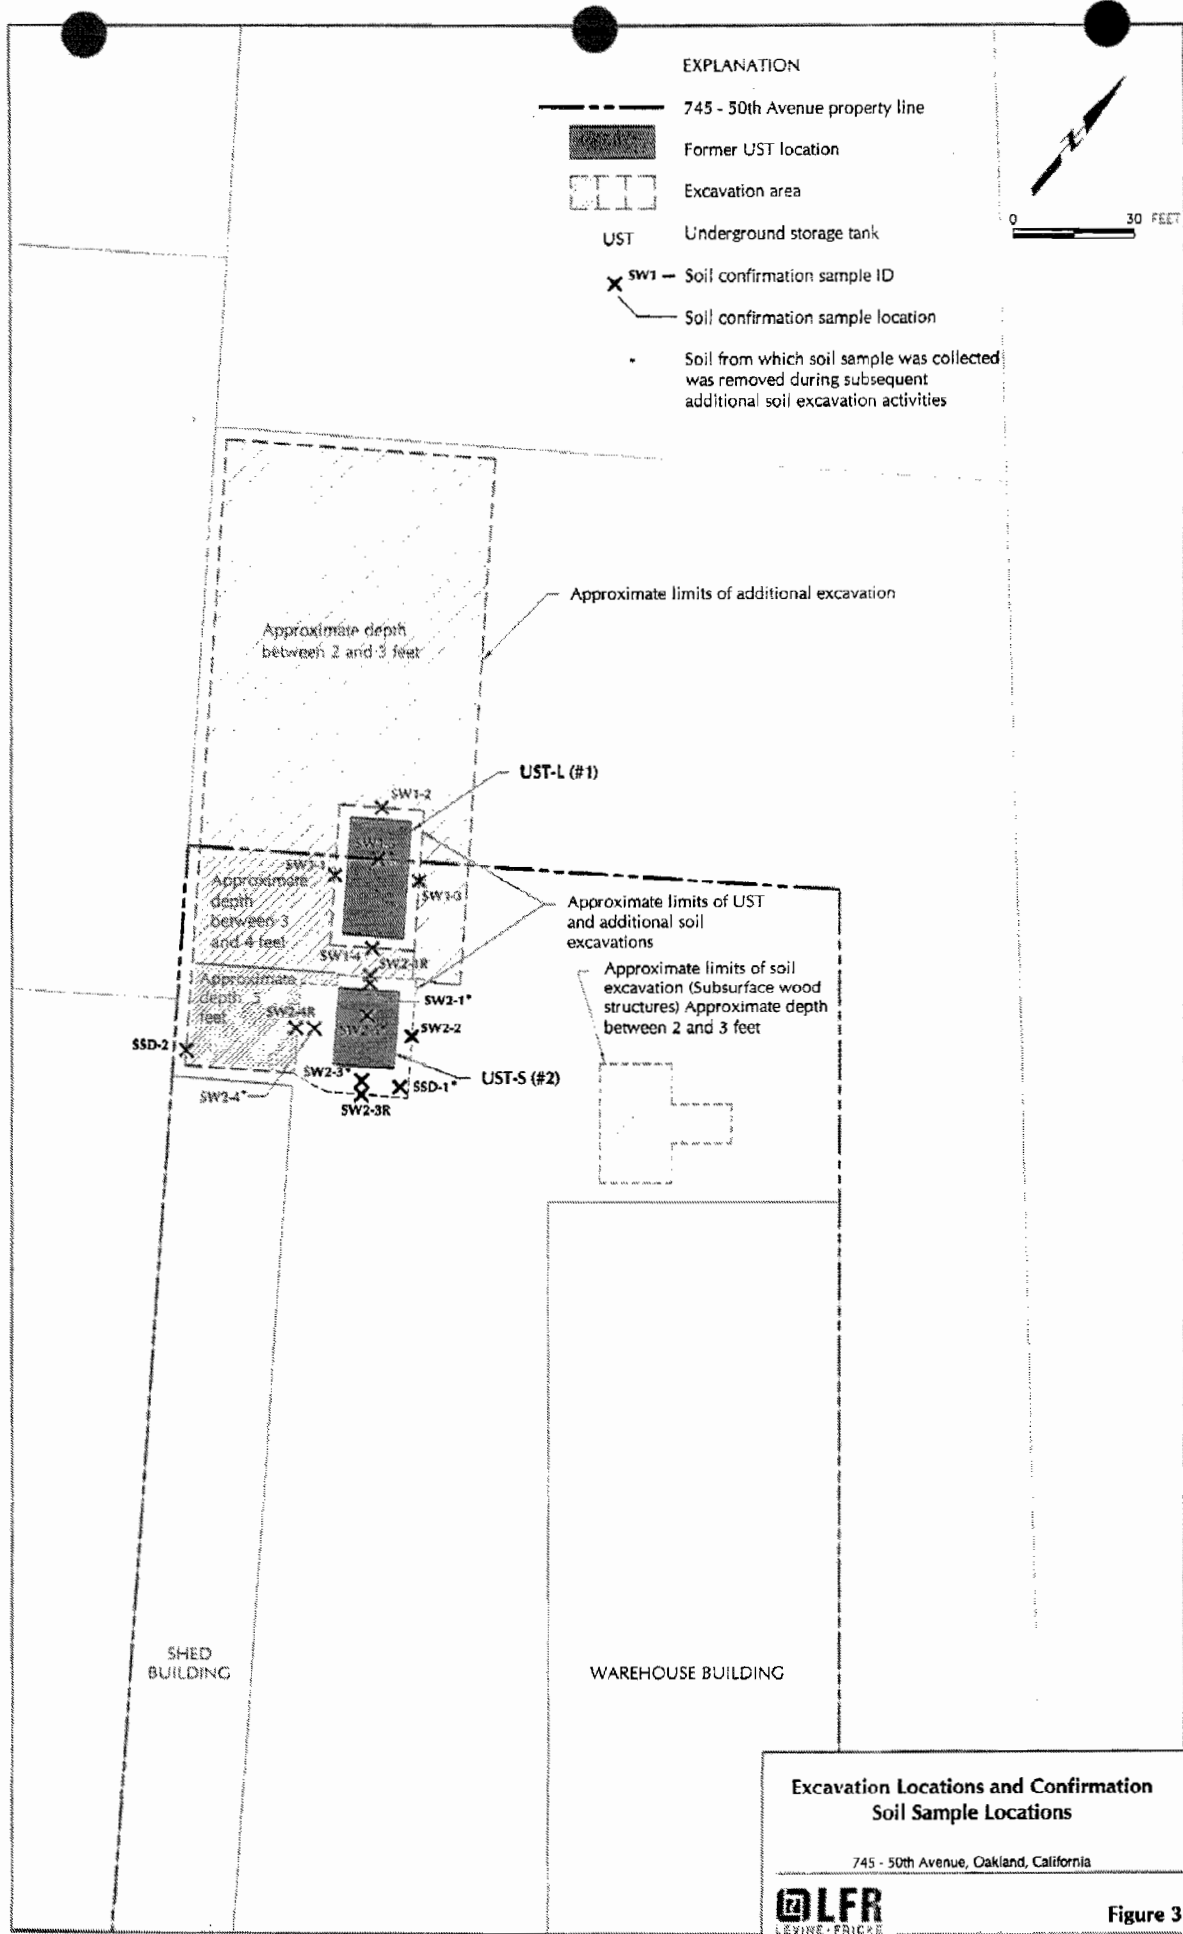 EXPLANATION
745 - 50th Avenue property line
Former UST location
Excavation area
UST Underground storage tank
SW1 Soil confirmation sample ID
Soil confirmation sample location
Soil from which soil sample was collected
was removed during subsequent
additional soil excavation activities
0 30 FEET
Approximate limits of additional excavation
Approximate depth
between 2 and 3 feet
UST-L (#1)
SW1-2
SW1-1
SW1-3
Approximate
depth
between 3
and 4 feet
Approximate limits of UST
and additional soil
excavations
SW1-4
SW2-1R
Approximate limits of soil
excavation (Subsurface wood
structures) Approximate depth
between 2 and 3 feet
Approximate
depth 5
feet
SW2-1*
SW2-4R
SW2-2
SSD-2
SW2-3*
UST-S (#2)
SSD-1*
SW2-4*
SW2-3R
SHED
BUILDING
WAREHOUSE BUILDING
Excavation Locations and Confirmation
Soil Sample Locations
745 - 50th Avenue, Oakland, California
LFR
LEVINE·FRICKE
Figure 3